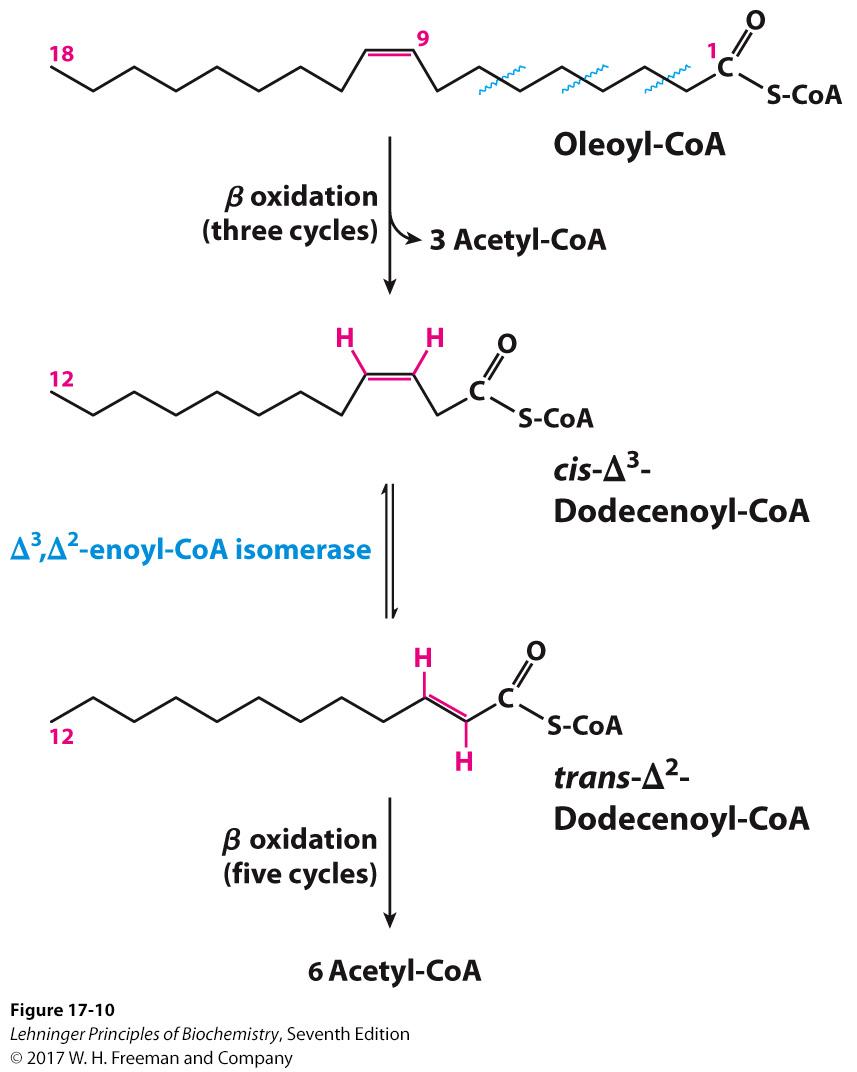 18
9
1
O
C
S-CoA
Oleoyl-CoA
β oxidation
(three cycles)
3 Acetyl-CoA
H H
O
12
C
S-CoA
cis-Δ³-
Dodecenoyl-CoA
Δ³,Δ²-enoyl-CoA isomerase
H
O
C
S-CoA
12
H
trans-Δ²-
Dodecenoyl-CoA
β oxidation
(five cycles)
6 Acetyl-CoA
Figure 17-10
Lehninger Principles of Biochemistry, Seventh Edition
© 2017 W. H. Freeman and Company